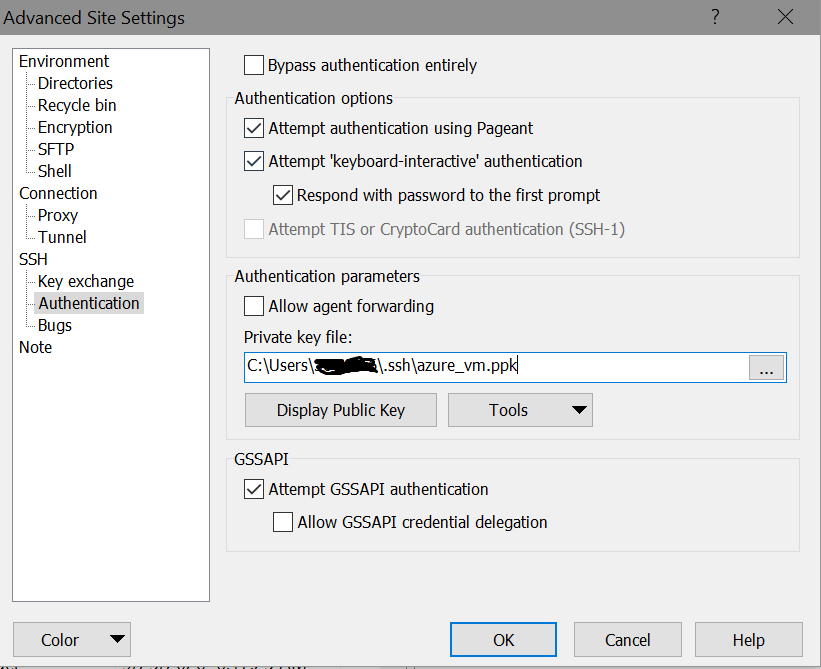 Advanced Site Settings
?
Environment
Directories
Recycle bin
Encryption
SFTP
Shell
Connection
Proxy
Tunnel
SSH
Key exchange
Authentication
Bugs
Note
Bypass authentication entirely
Authentication options
Attempt authentication using Pageant
Attempt 'keyboard-interactive' authentication
Respond with password to the first prompt
Attempt TIS or CryptoCard authentication (SSH-1)
Authentication parameters
Allow agent forwarding
Private key file:
C:\Users\ \.ssh\azure_vm.ppk
...
Display Public Key
Tools
GSSAPI
Attempt GSSAPI authentication
Allow GSSAPI credential delegation
Color
OK
Cancel
Help